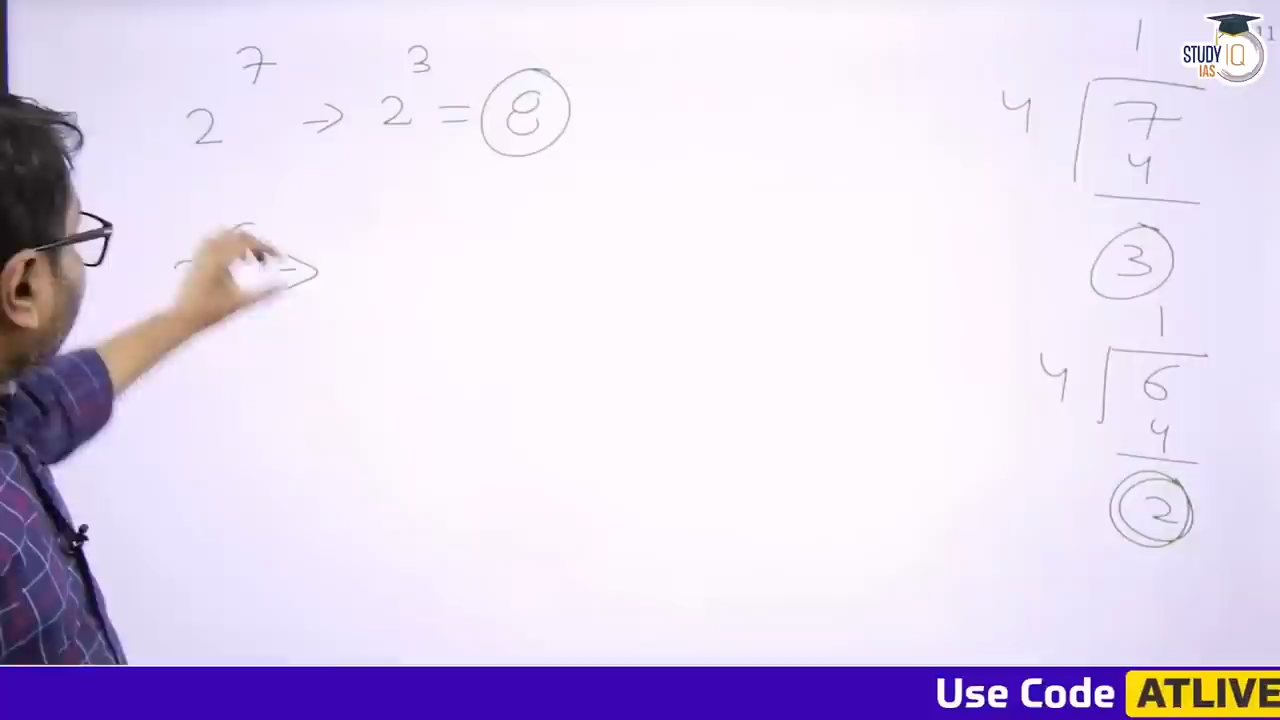 2^7 → 2^3 = 8
1
4 7
4
3
1
4 6
4
2
STUDY IQ
IAS
11
Use Code ATLIVE